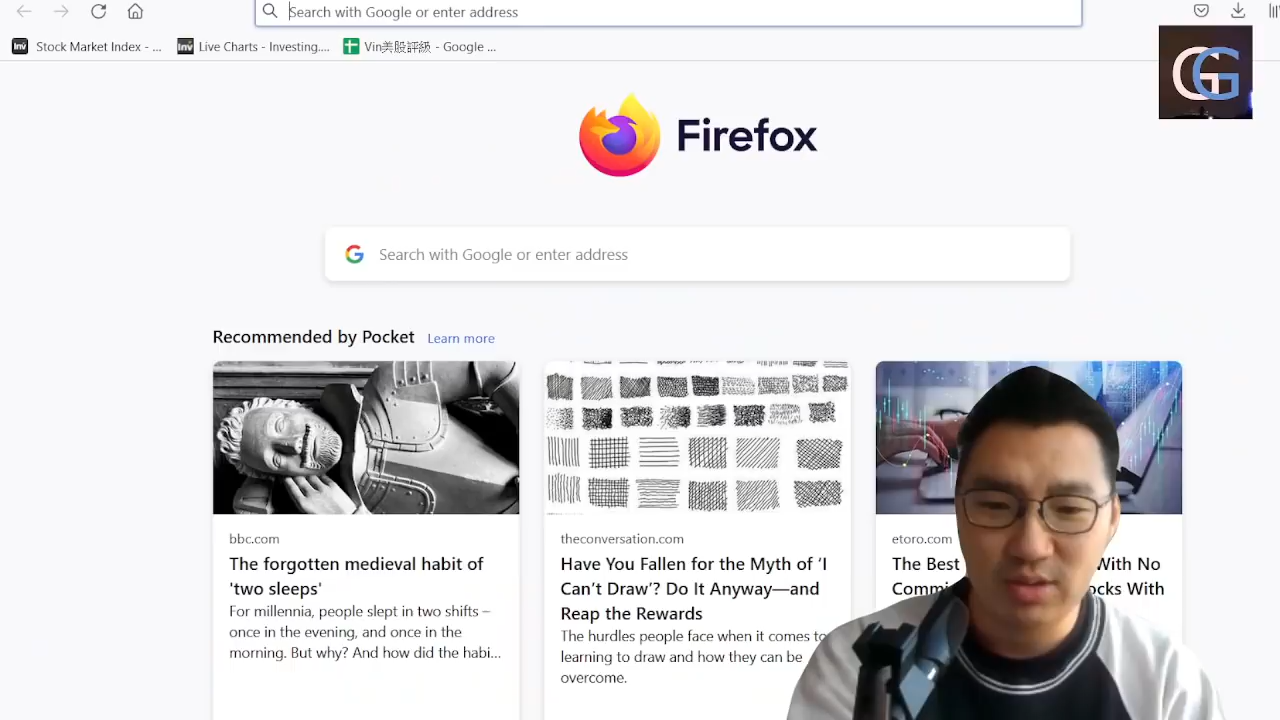 Search with Google or enter address
Stock Market Index - ...
Live Charts - Investing....
Vin美股評級 - Google ...
GG
Firefox
Search with Google or enter address
Recommended by Pocket Learn more
bbc.com
The forgotten medieval habit of
'two sleeps'
For millennia, people slept in two shifts –
once in the evening, and once in the
morning. But why? And how did the habi...
theconversation.com
Have You Fallen for the Myth of ‘I
Can’t Draw’? Do It Anyway—and
Reap the Rewards
The hurdles people face when it comes to
learning to draw and how they can be
overcome.
etoro.com
The Best With No
Commi ocks With